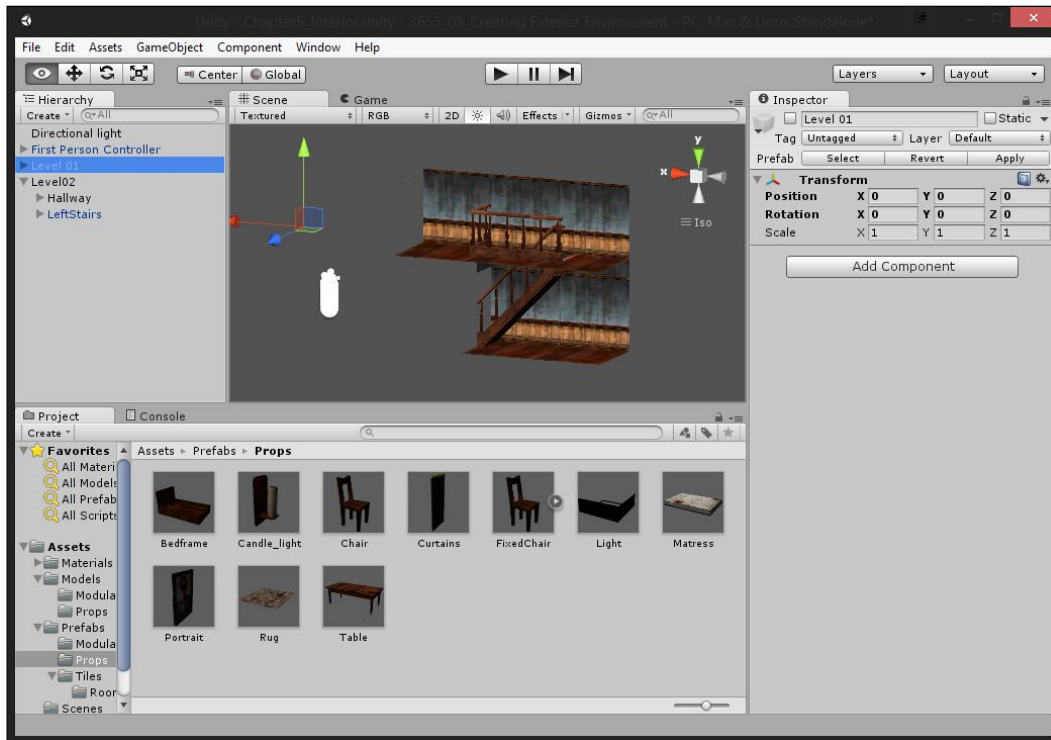 Unity - Chapter5_Interior.unity - 3655_05_Creating Exterior Environment - PC, Mac & Linux Standalone*
File Edit Assets GameObject Component Window Help
Center Global Layers Layout
Hierarchy
Create All
Directional light
First Person Controller
Level 01
Level02
Hallway
LeftStairs
Scene Game
Textured RGB 2D Effects Gizmos All
y
x
Iso
Inspector
Level 01 Static
Tag Untagged Layer Default
Prefab Select Revert Apply
Transform
Position X 0 Y 0 Z 0
Rotation X 0 Y 0 Z 0
Scale X 1 Y 1 Z 1
Add Component
Project Console
Create
Favorites
All Materi
All Models
All Prefab
All Scripts
Assets
Materials
Models
Modula
Props
Prefabs
Modula
Props
Tiles
Roor
Scenes
Assets Prefabs Props
Bedframe Candle_light Chair Curtains FixedChair Light Matress
Portrait Rug Table